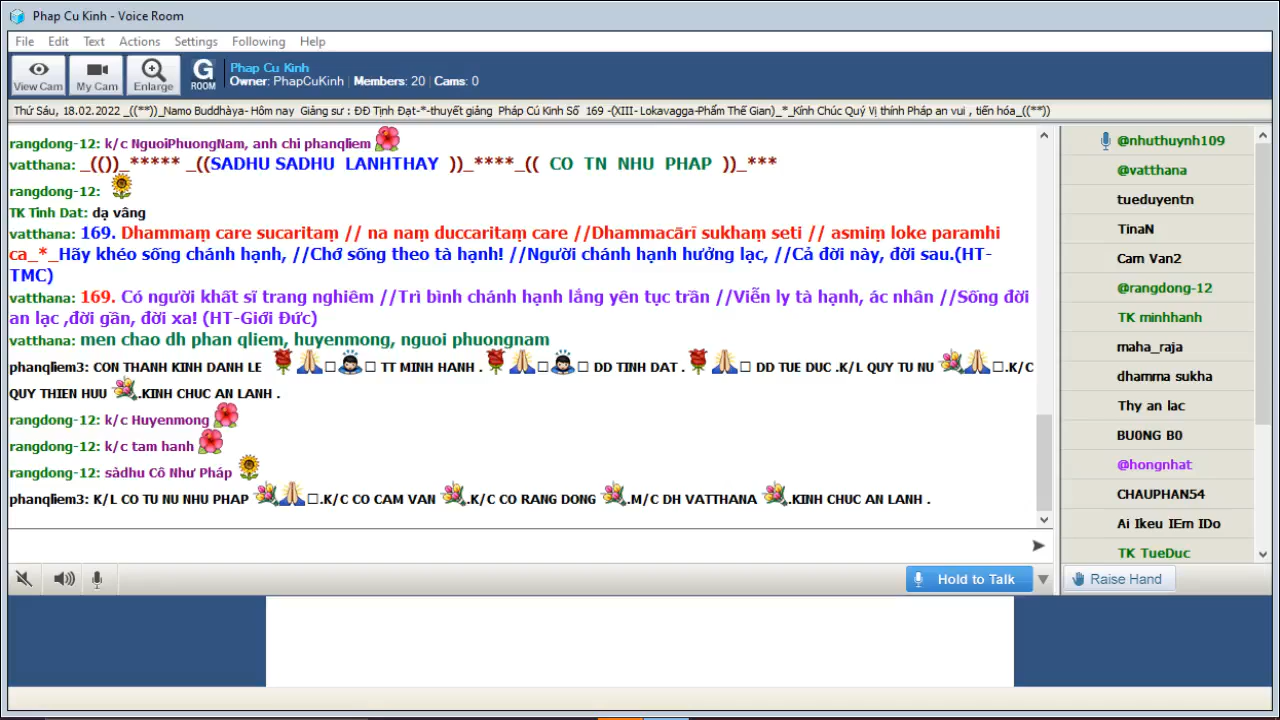 Phap Cu Kinh - Voice Room
File Edit Text Actions Settings Following Help
View Cam My Cam Enlarge G ROOM
Phap Cu Kinh
Owner: PhapCuKinh Members: 20 Cams: 0
Thứ Sáu, 18.02.2022 _((**))_Namo Buddhàya- Hôm nay Giảng sư : ĐĐ Tịnh Đạt-*-thuyết giảng Pháp Cú Kinh Số 169 -(XIII- Lokavagga-Phẩm Thế Gian)_*_Kính Chúc Quý Vị thính Pháp an vui , tiến hóa_((**))
rangdong-12: k/c NguoiPhuongNam, anh chi phanqliem
vatthana: _(())_***** _((SADHU SADHU LANHTHAY ))_****_(( CO TN NHU PHAP ))_***
rangdong-12:
TK Tinh Dat: dạ vâng
vatthana: 169. Dhammaṃ care sucaritaṃ // na naṃ duccaritaṃ care //Dhammacārī sukhaṃ seti // asmiṃ loke paramhi
ca_*_Hãy khéo sống chánh hạnh, //Chớ sống theo tà hạnh! //Người chánh hạnh hưởng lạc, //Cả đời này, đời sau.(HT-
TMC)
vatthana: 169. Có người khất sĩ trang nghiêm //Trì bình chánh hạnh lắng yên tục trần //Viễn ly tà hạnh, ác nhân //Sống đời
an lạc ,đời gần, đời xa! (HT-Giới Đức)
vatthana: men chao dh phan qliem, huyenmong, nguoi phuongnam
phanqliem3: CON THANH KINH DANH LE TT MINH HANH . DD TINH DAT . DD TUE DUC .K/L QUY TU NU .K/C
QUY THIEN HUU .KINH CHUC AN LANH .
rangdong-12: k/c Huyenmong
rangdong-12: k/c tam hanh
rangdong-12: sàdhu Cô Như Pháp
phanqliem3: K/L CO TU NU NHU PHAP .K/C CO CAM VAN .K/C CO RANG DONG .M/C DH VATTHANA .KINH CHUC AN LANH .
@nhuthuynh109
@vatthana
tueduyentn
TinaN
Cam Van2
@rangdong-12
TK minhhanh
maha_raja
dhamma sukha
Thy an lac
BU0NG B0
@hongnhat
CHAUPHAN54
Ai Ikeu IEm IDo
TK TueDuc
Hold to Talk
Raise Hand